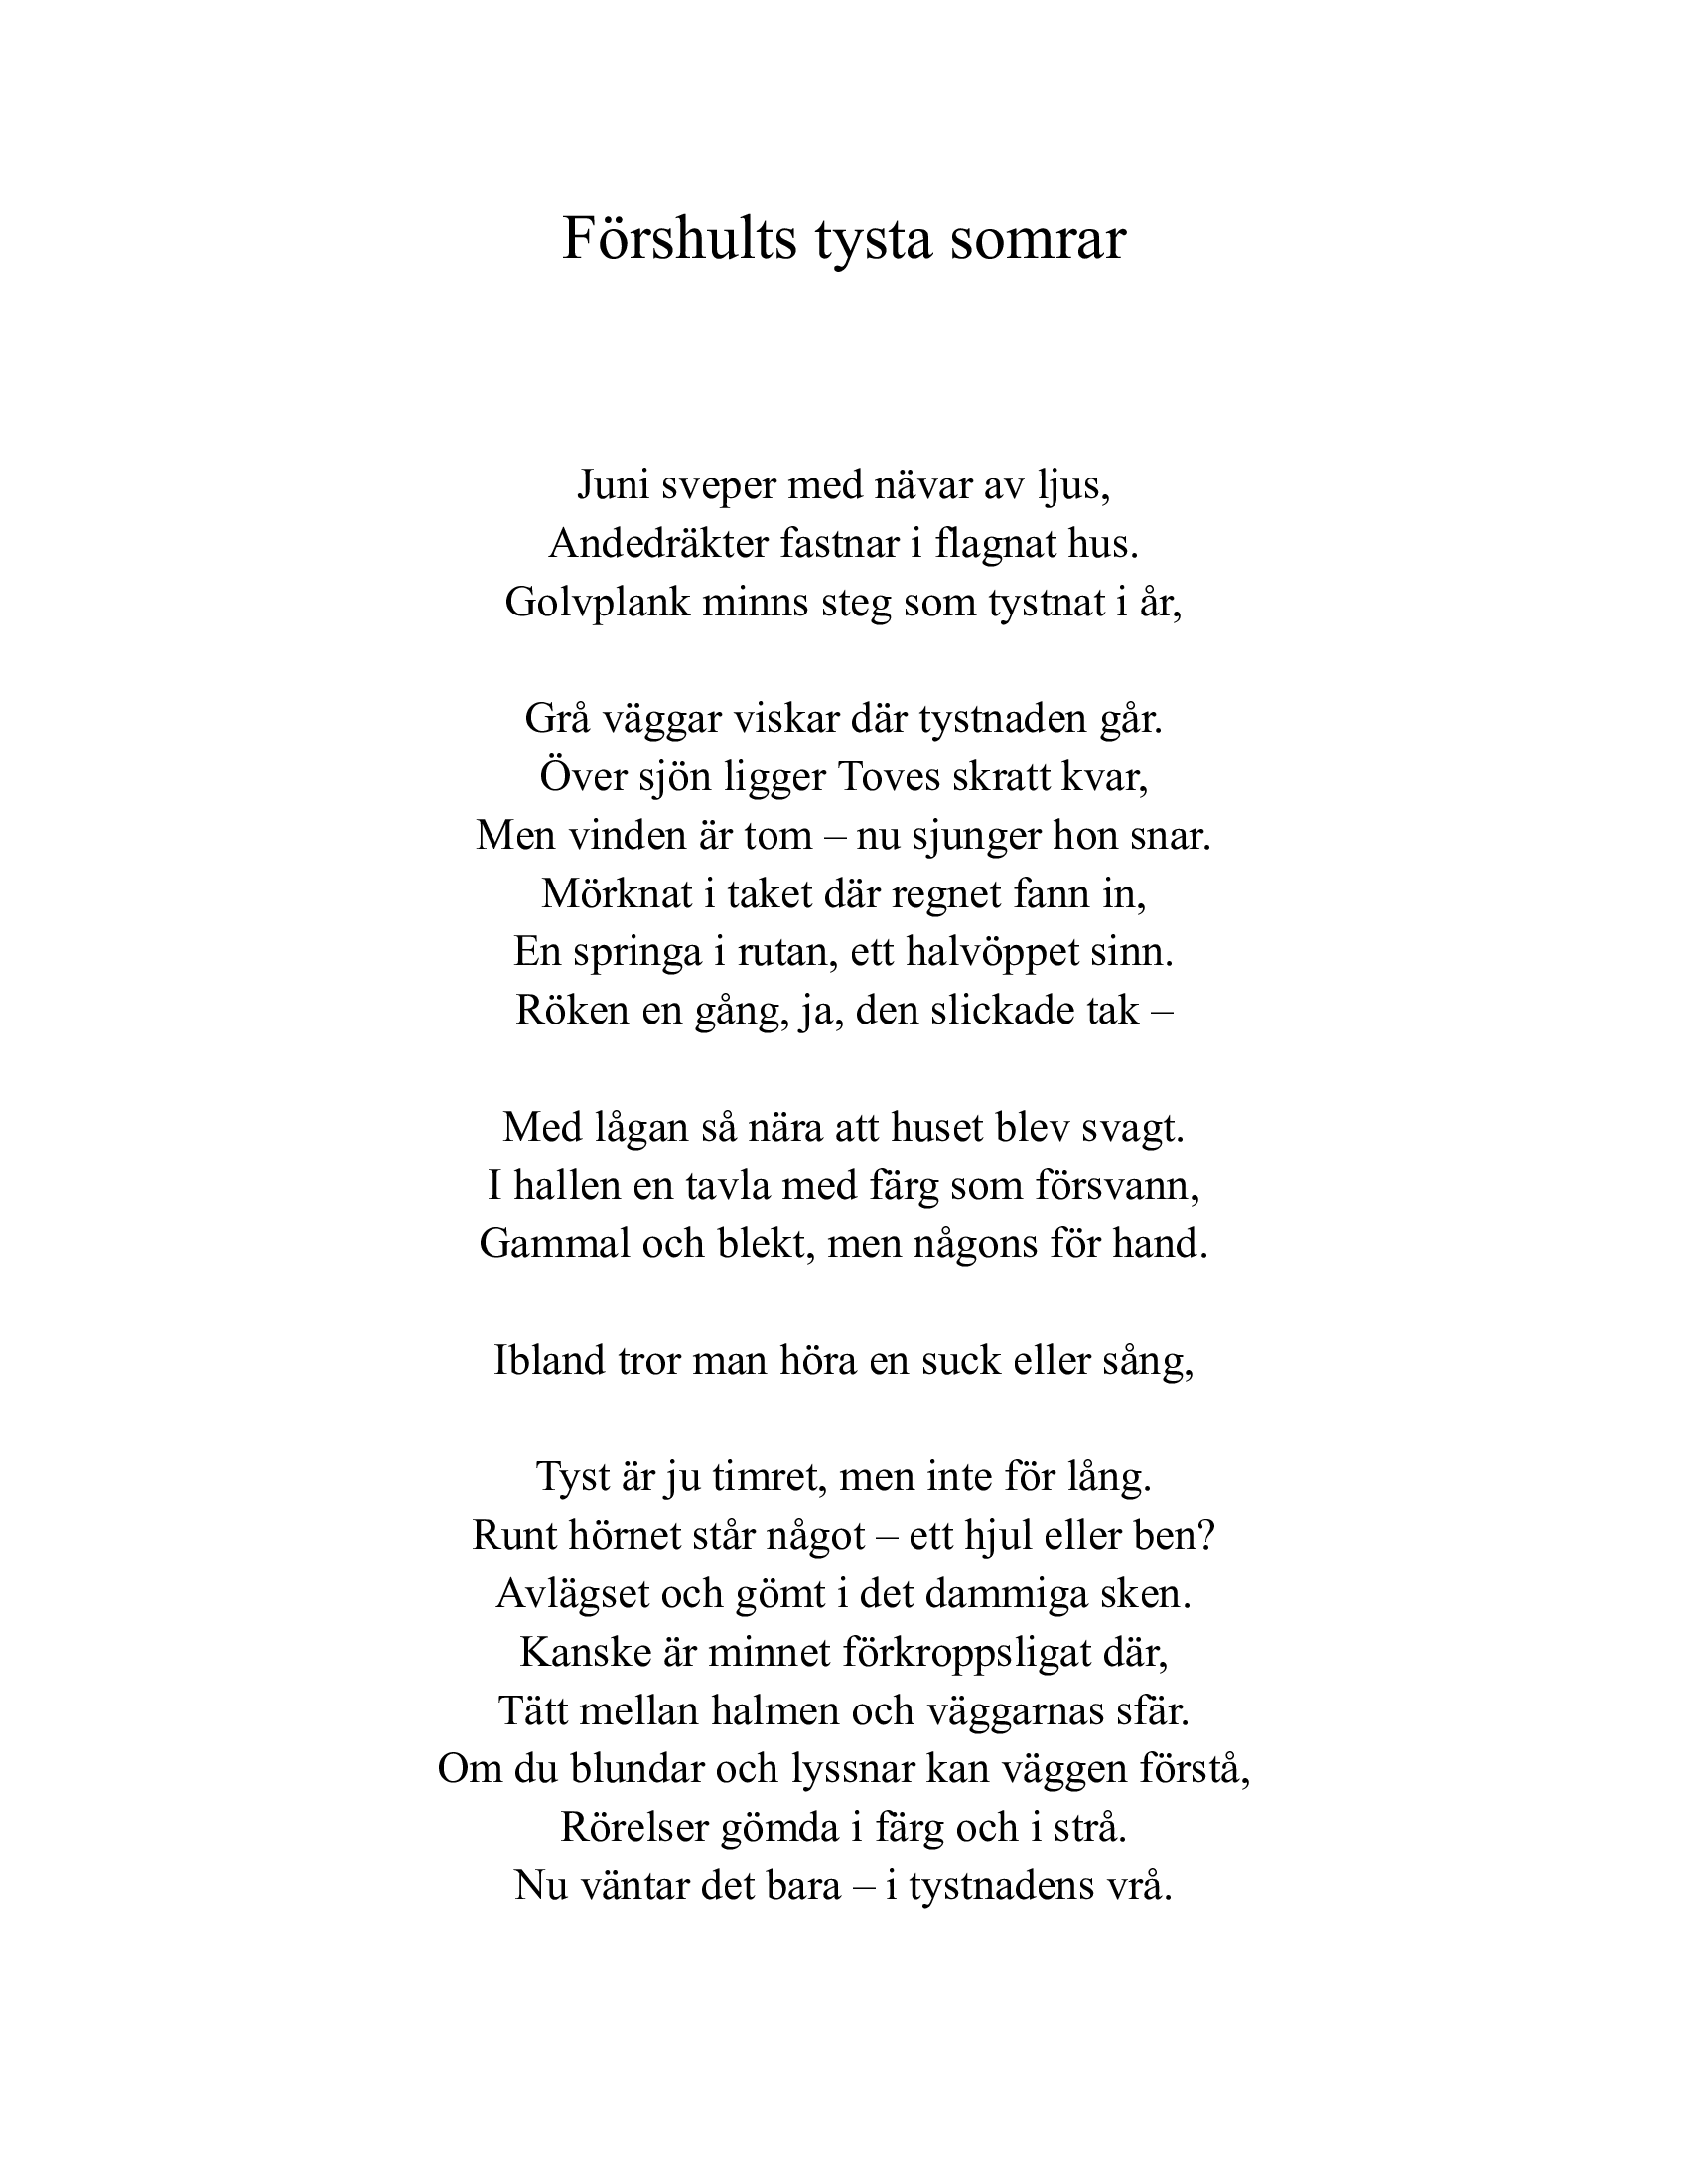 Förshults tysta somrar
Juni sveper med nävar av ljus,
Andedräkter fastnar i flagnat hus.
Golvplank minns steg som tystnat i år,
Grå väggar viskar där tystnaden går.
Över sjön ligger Toves skratt kvar,
Men vinden är tom – nu sjunger hon snar.
Mörknat i taket där regnet fann in,
En springa i rutan, ett halvöppet sinn.
Röken en gång, ja, den slickade tak –
Med lågan så nära att huset blev svagt.
I hallen en tavla med färg som försvann,
Gammal och blekt, men någons för hand.
Ibland tror man höra en suck eller sång,
Tyst är ju timret, men inte för lång.
Runt hörnet står något – ett hjul eller ben?
Avlägset och gömt i det dammiga sken.
Kanske är minnet förkroppsligat där,
Tätt mellan halmen och väggarnas sfär.
Om du blundar och lyssnar kan väggen förstå,
Rörelser gömda i färg och i strå.
Nu väntar det bara – i tystnadens vrå.